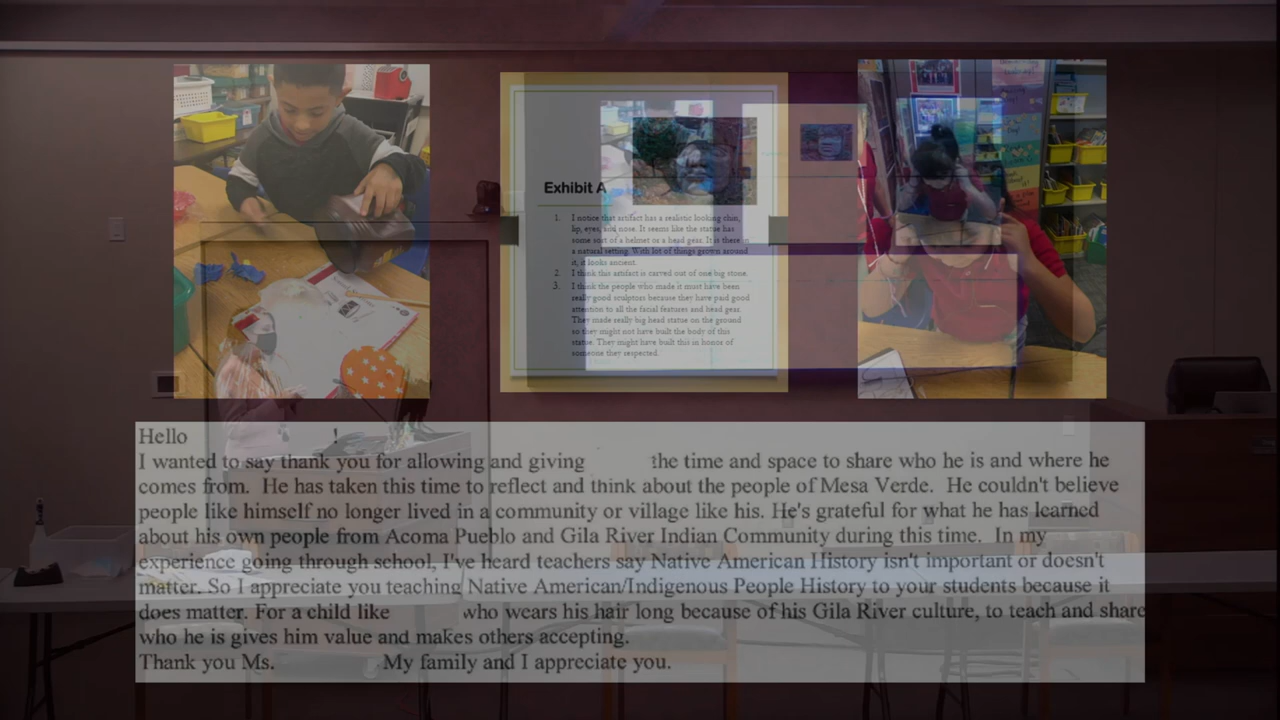 Exhibit A
1. I notice that artifact has a realistic looking chin,
lip, eyes, and nose. It seems like the statue has
some sort of a helmet or a head gear. It is there in
a natural setting. With lot of things grown around
it, it looks ancient.
2. I think this artifact is carved out of one big stone.
3. I think the people who made it must have been
really good sculptors because they have paid good
attention to all the facial features and head gear.
They made really big head statue on the ground
so they might not have built the body of this
statue. They might have built this in honor of
someone they respected.
Hello !
I wanted to say thank you for allowing and giving the time and space to share who he is and where he
comes from. He has taken this time to reflect and think about the people of Mesa Verde. He couldn't believe
people like himself no longer lived in a community or village like his. He's grateful for what he has learned
about his own people from Acoma Pueblo and Gila River Indian Community during this time. In my
experience going through school, I've heard teachers say Native American History isn't important or doesn't
matter. So I appreciate you teaching Native American/Indigenous People History to your students because it
does matter. For a child like who wears his hair long because of his Gila River culture, to teach and share
who he is gives him value and makes others accepting.
Thank you Ms. My family and I appreciate you.